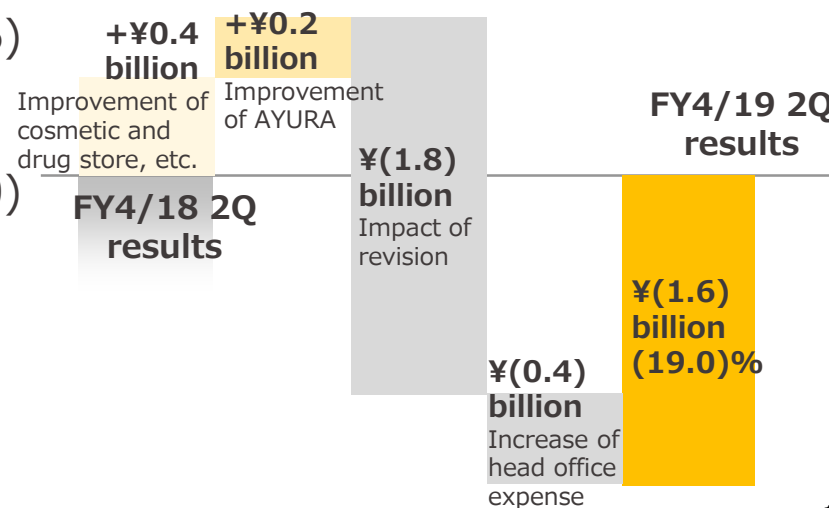 +¥0.4
billion
Improvement of
cosmetic and
drug store, etc.
+¥0.2
billion
Improvement
of AYURA
¥(1.8)
billion
Impact of
revision
FY4/18 2Q
results
FY4/19 2Q
results
¥(0.4)
billion
Increase of
head office
expense
¥(1.6)
billion
(19.0)%